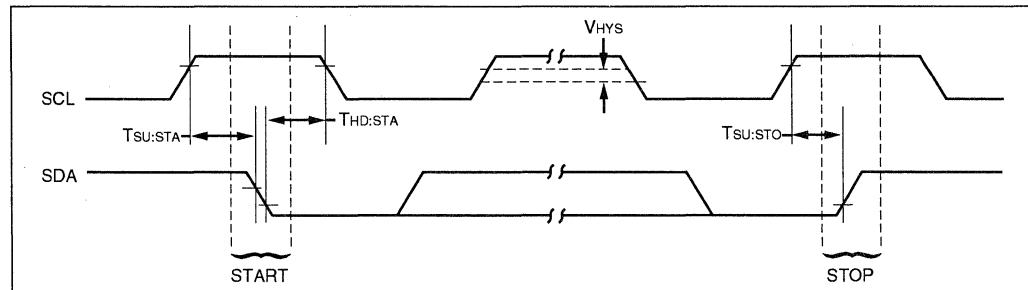 VHYS
SCL
THD:STA
TSU:STA
TSU:STO
SDA
START
STOP